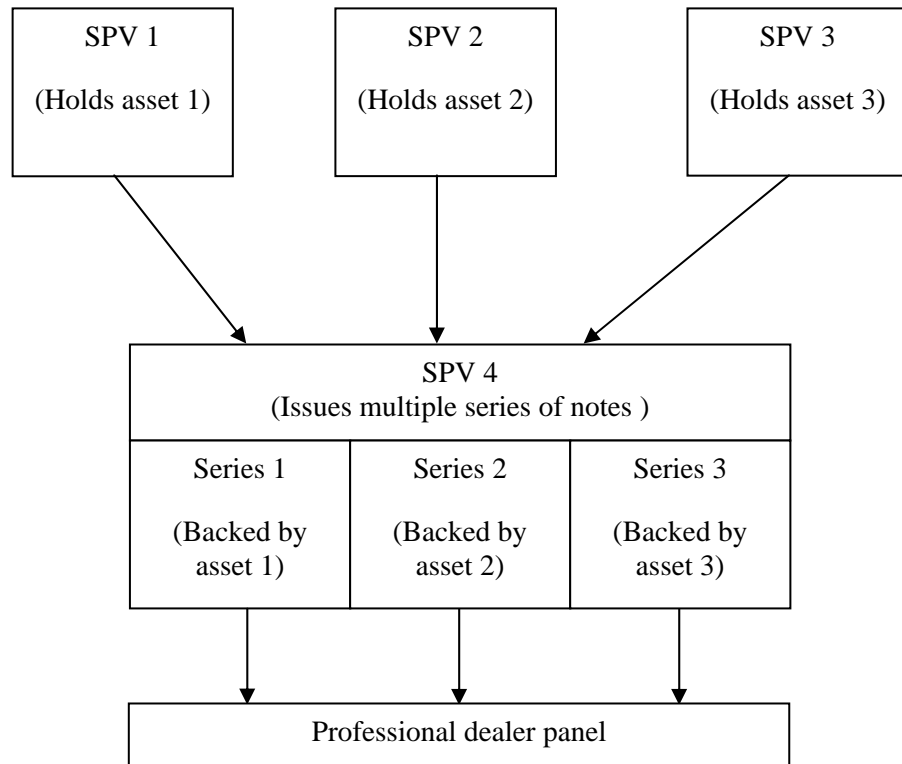 SPV 1
(Holds asset 1)
SPV 2
(Holds asset 2)
SPV 3
(Holds asset 3)
SPV 4
(Issues multiple series of notes )
Series 1
(Backed by
asset 1)
Series 2
(Backed by
asset 2)
Series 3
(Backed by
asset 3)
Professional dealer panel